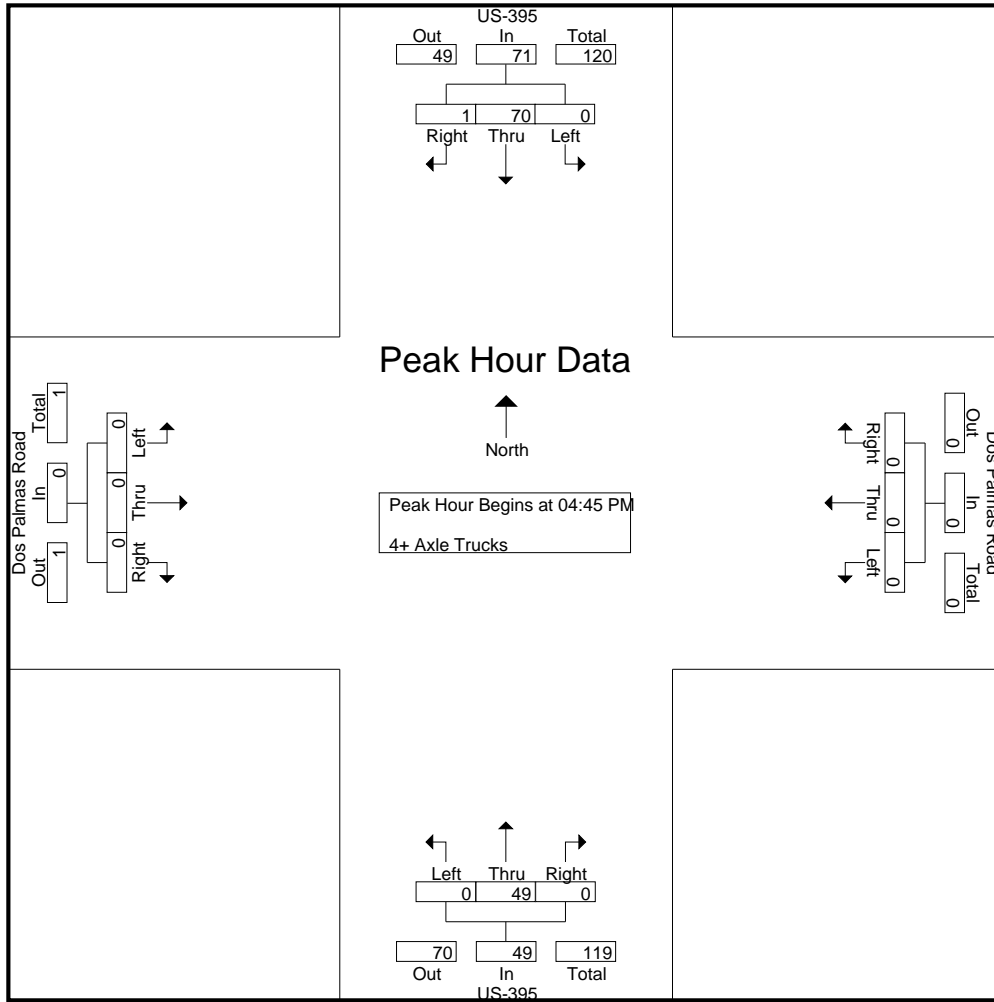 US-395
Out In Total
49 71 120
1 70 0
Right Thru Left
Peak Hour Data
North
Peak Hour Begins at 04:45 PM
4+ Axle Trucks
Dos Palmas Road
Out In Total
1 0 1
Right Thru Left
0 0 0
Dos Palmas Road
Out In Total
0 0 0
Right Thru Left
0 0 0
Left Thru Right
0 49 0
70 49 119
Out In Total
US-395